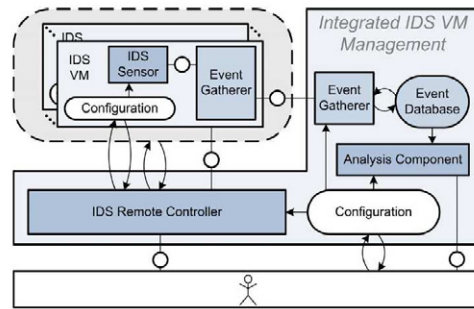 Integrated IDS VM
Management
IDS
IDS
VM
IDS
Sensor
Event
Gatherer
Configuration
Event
Gatherer
Event
Database
Analysis Component
IDS Remote Controller
Configuration